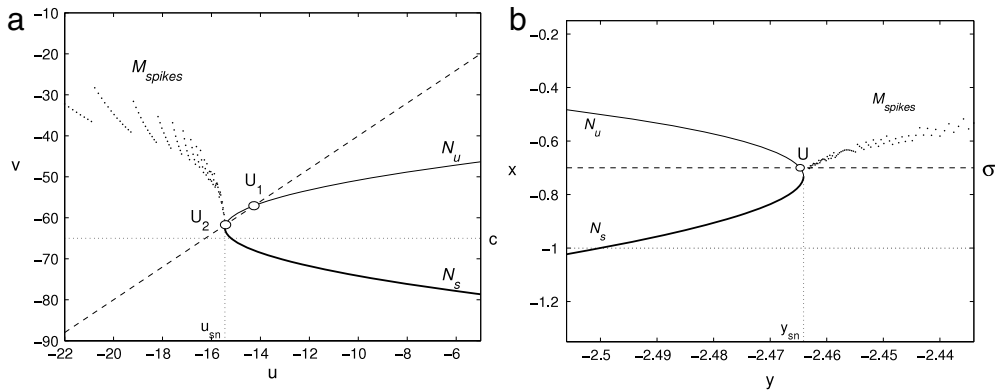 a
−10
−20
−30
−40
−50
−60
−70
−80
−90
v
M_spikes
N_u
U_1
U_2
c
N_s
u_sn
−22 −20 −18 −16 −14 −12 −10 −8 −6
u
b
−0.2
−0.4
−0.6
−0.8
−1
−1.2
x
M_spikes
N_u
U
σ
N_s
y_sn
−2.5 −2.49 −2.48 −2.47 −2.46 −2.45 −2.44
y